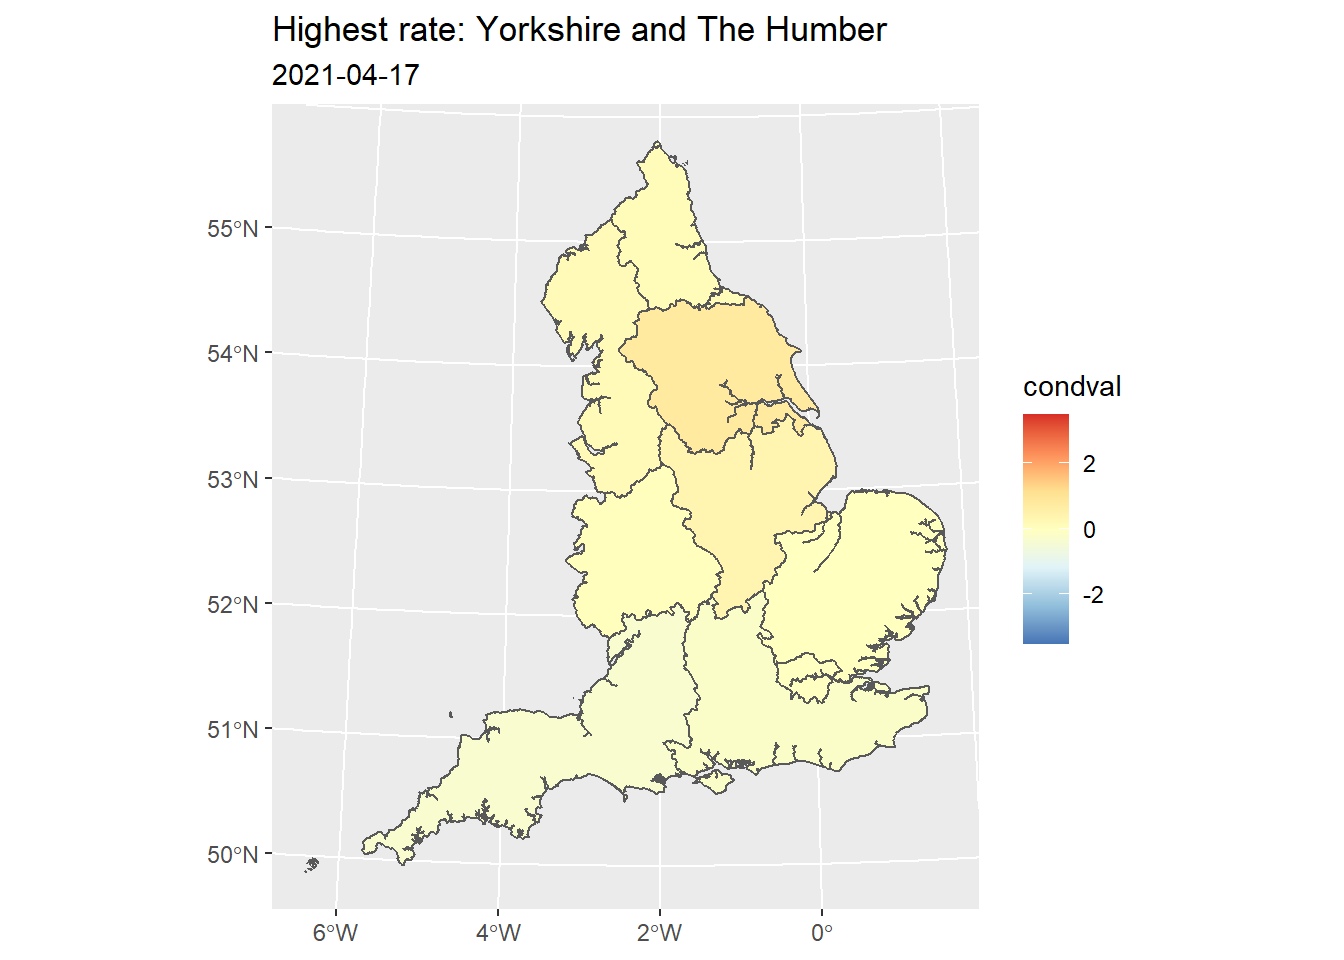 Highest rate: Yorkshire and The Humber
2021-04-17
55°N
54°N
53°N
52°N
51°N
50°N
6°W
4°W
2°W
0°
condval
2
0
-2